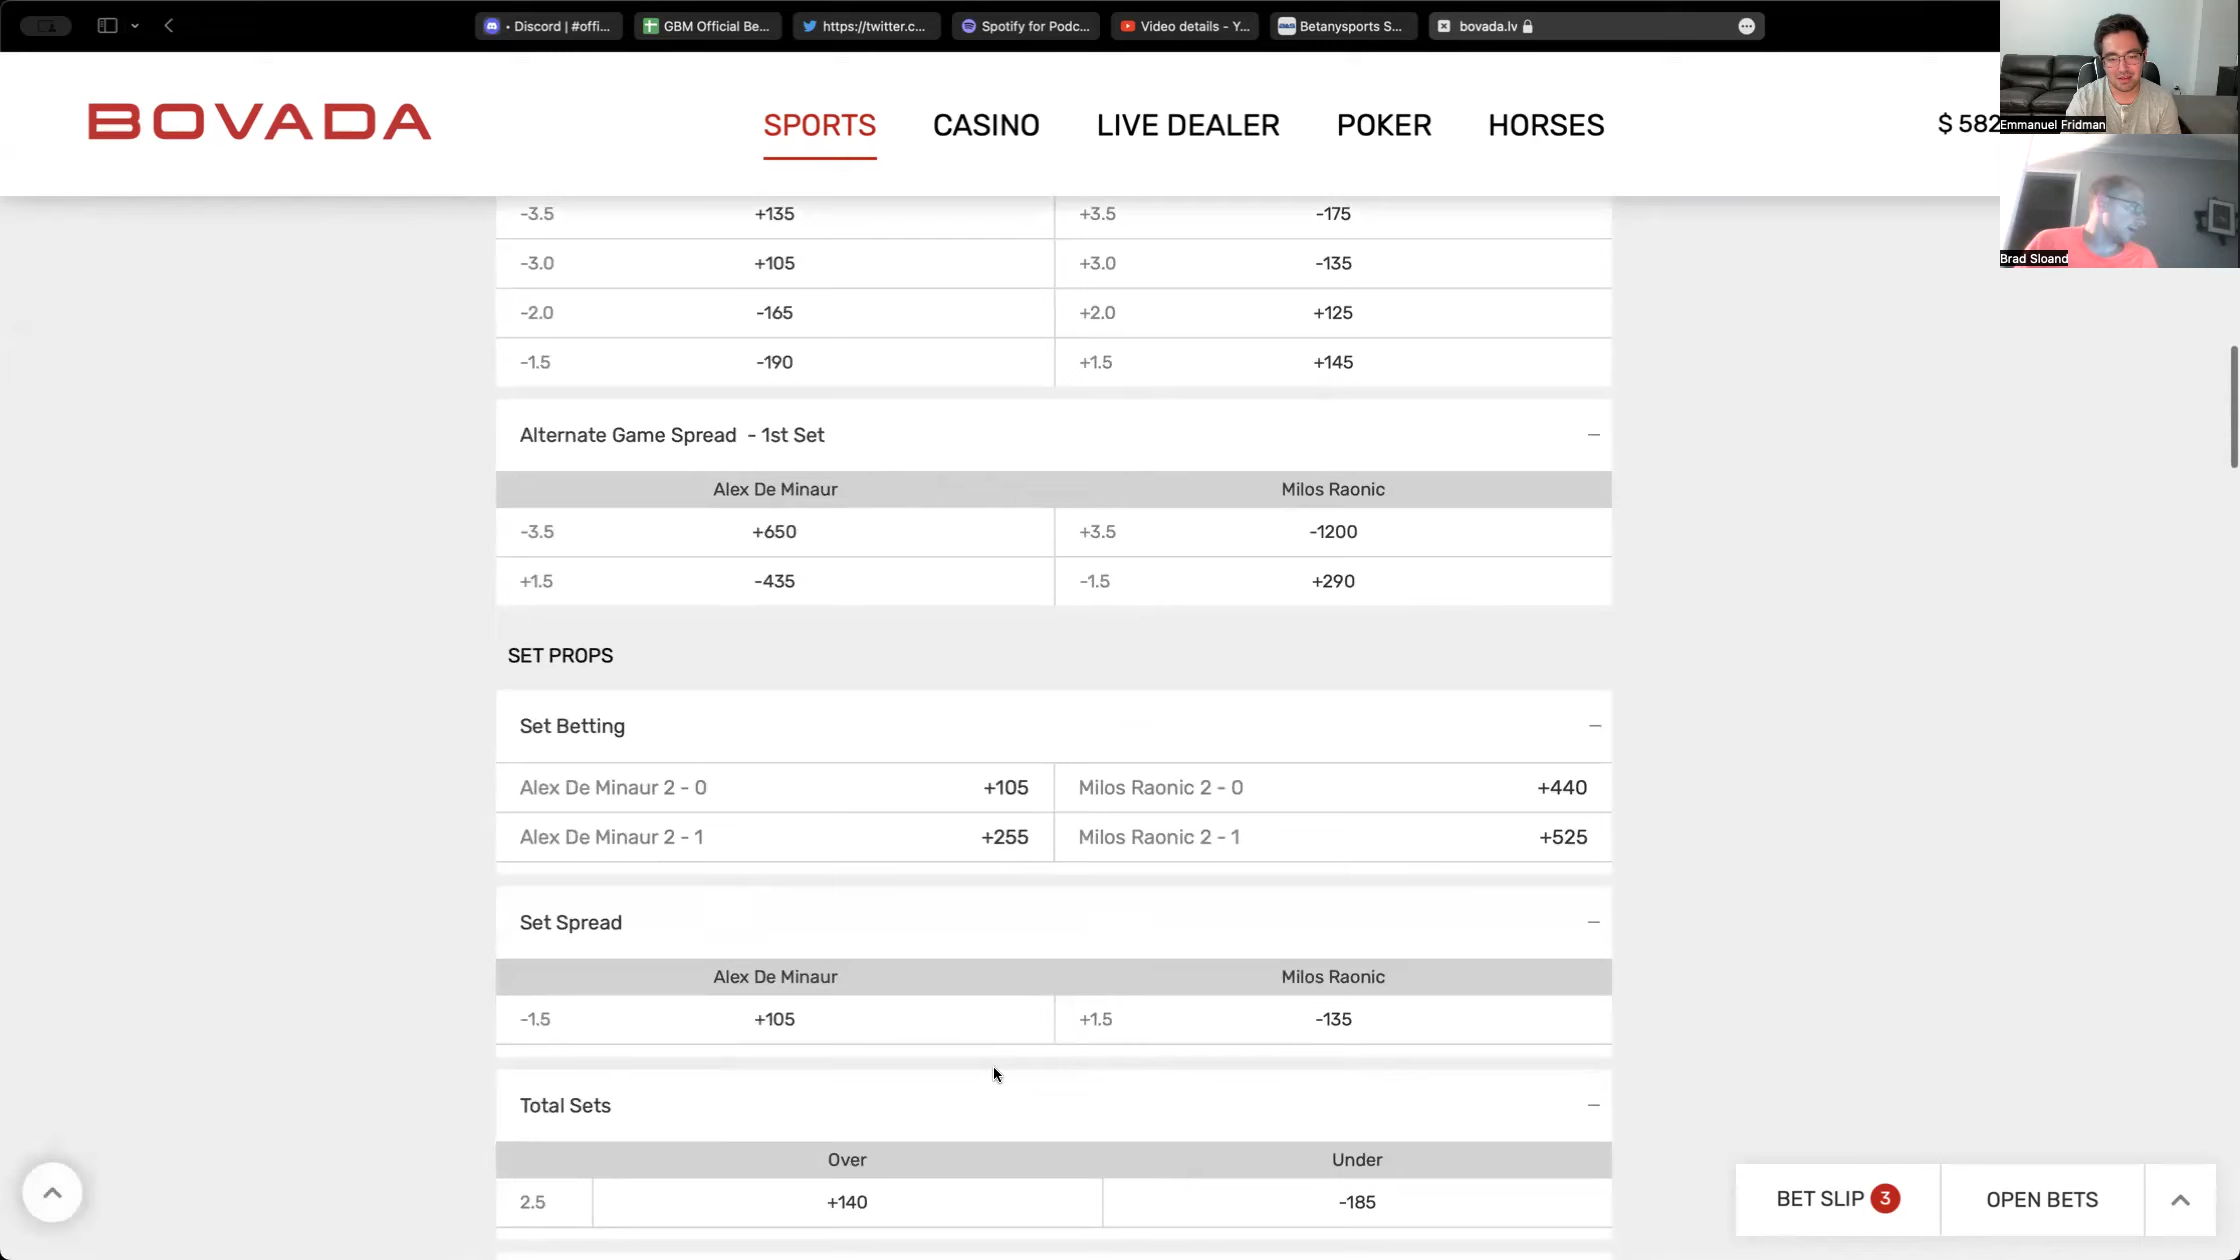 • Discord | #offi...
GBM Official Be...
https://twitter.c...
Spotify for Podc...
Video details - Y...
Betanysports S...
bovada.lv
BOVADA
SPORTS CASINO LIVE DEALER POKER HORSES
$ 582
Emmanuel Fridman
Brad Sloand
-3.5 +135 +3.5 -175
-3.0 +105 +3.0 -135
-2.0 -165 +2.0 +125
-1.5 -190 +1.5 +145
Alternate Game Spread - 1st Set
Alex De Minaur Milos Raonic
-3.5 +650 +3.5 -1200
+1.5 -435 -1.5 +290
SET PROPS
Set Betting
Alex De Minaur 2 - 0 +105 Milos Raonic 2 - 0 +440
Alex De Minaur 2 - 1 +255 Milos Raonic 2 - 1 +525
Set Spread
Alex De Minaur Milos Raonic
-1.5 +105 +1.5 -135
Total Sets
Over Under
2.5 +140 -185
BET SLIP 3 OPEN BETS